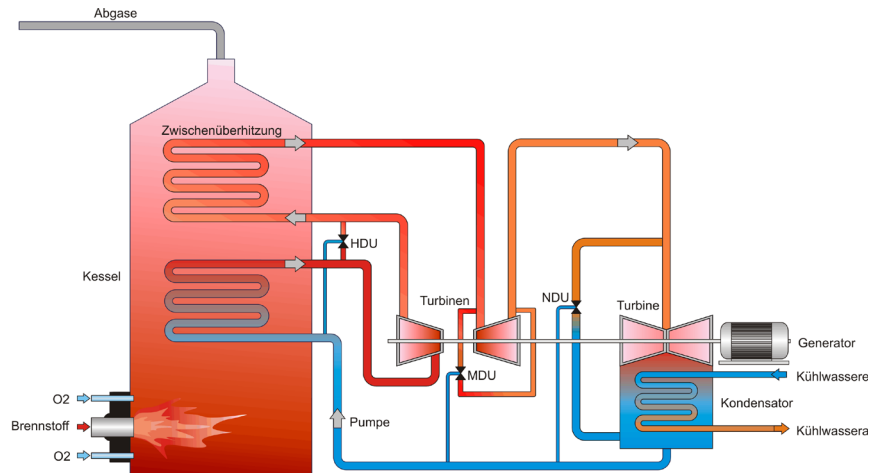 Abgase
Zwischenüberhitzung
HDU
Kessel
Turbinen
NDU
Turbine
Generator
MDU
Kühlwassere
O2
Kondensator
Brennstoff
Pumpe
Kühlwassera
O2